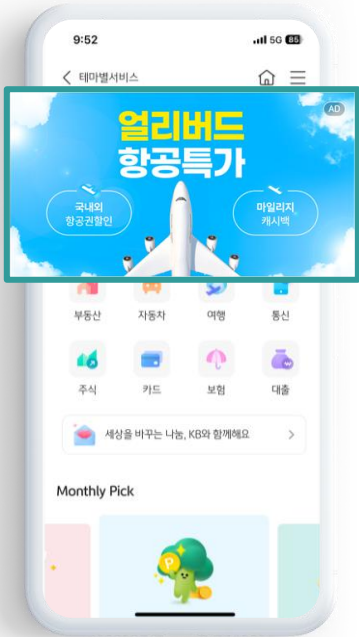 9:52
5G 85
테마별서비스
AD
얼리버드
항공특가
국내외
항공권할인
마일리지
캐시백
부동산
자동차
여행
통신
주식
카드
보험
대출
세상을 바꾸는 나눔, KB와 함께해요
Monthly Pick
P